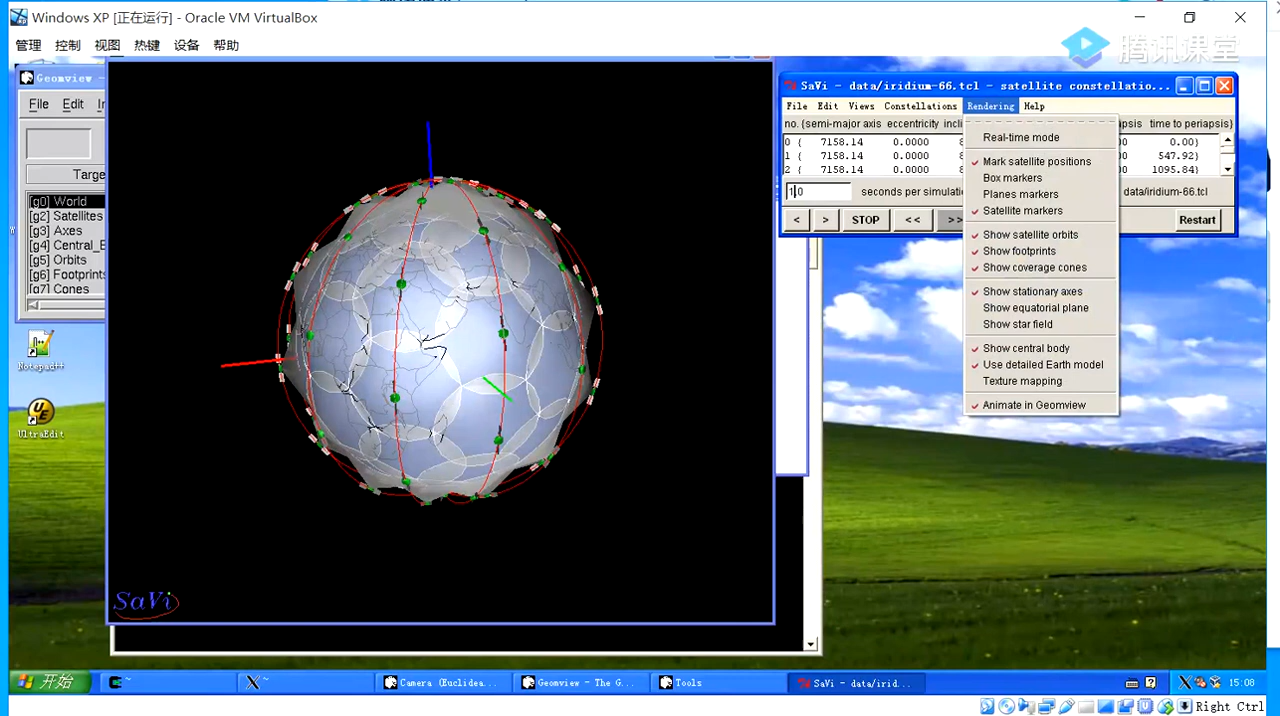 Windows XP [正在运行] - Oracle VM VirtualBox
管理 控制 视图 热键 设备 帮助
腾讯课堂
Geomview -
File Edit In
Targe
[g0] World
[g2] Satellites
[g3] Axes
[g4] Central_E
[g5] Orbits
[g6] Footprints
[g7] Cones
Notepad++
UltraEdit
SaVi
SaVi - data/iridium-66.tcl - satellite constellatio...
File Edit Views Constellations Rendering Help
no. {semi-major axis eccentricity incli apsis time to periapsis}
0 { 7158.14 0.0000 8 0.00}
1 { 7158.14 0.0000 8 547.92}
2 { 7158.14 0.0000 8 1095.84}
10 seconds per simulatio data/iridium-66.tcl
< > STOP << >> Restart
Real-time mode
Mark satellite positions
Box markers
Planes markers
Satellite markers
Show satellite orbits
Show footprints
Show coverage cones
Show stationary axes
Show equatorial plane
Show star field
Show central body
Use detailed Earth model
Texture mapping
Animate in Geomview
开始 ~ ~ Camera (Euclidea... Geomview - The G... Tools SaVi - data/irid... 15:08
Right Ctrl